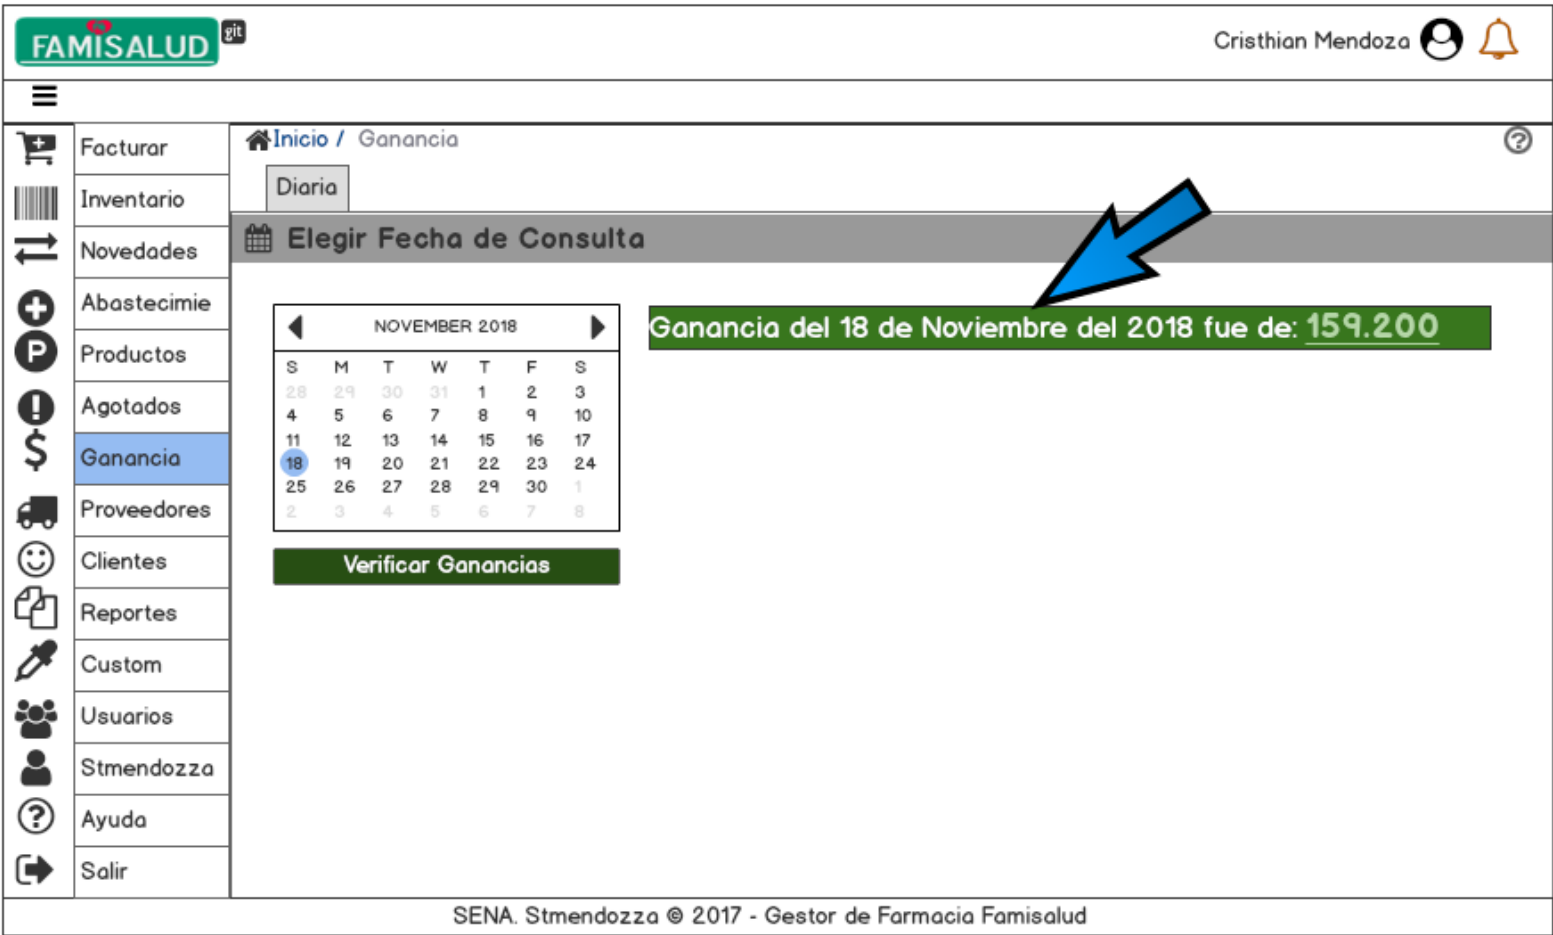 FAMISALUD git
Cristhian Mendoza
Facturar
Inventario
Novedades
Abastecimie
Productos
Agotados
Ganancia
Proveedores
Clientes
Reportes
Custom
Usuarios
Stmendozza
Ayuda
Salir
Inicio / Ganancia
Diaria
Elegir Fecha de Consulta
NOVEMBER 2018
S M T W T F S
28 29 30 31 1 2 3
4 5 6 7 8 9 10
11 12 13 14 15 16 17
18 19 20 21 22 23 24
25 26 27 28 29 30 1
2 3 4 5 6 7 8
Verificar Ganancias
Ganancia del 18 de Noviembre del 2018 fue de: 159.200
SENA. Stmendozza © 2017 - Gestor de Farmacia Famisalud